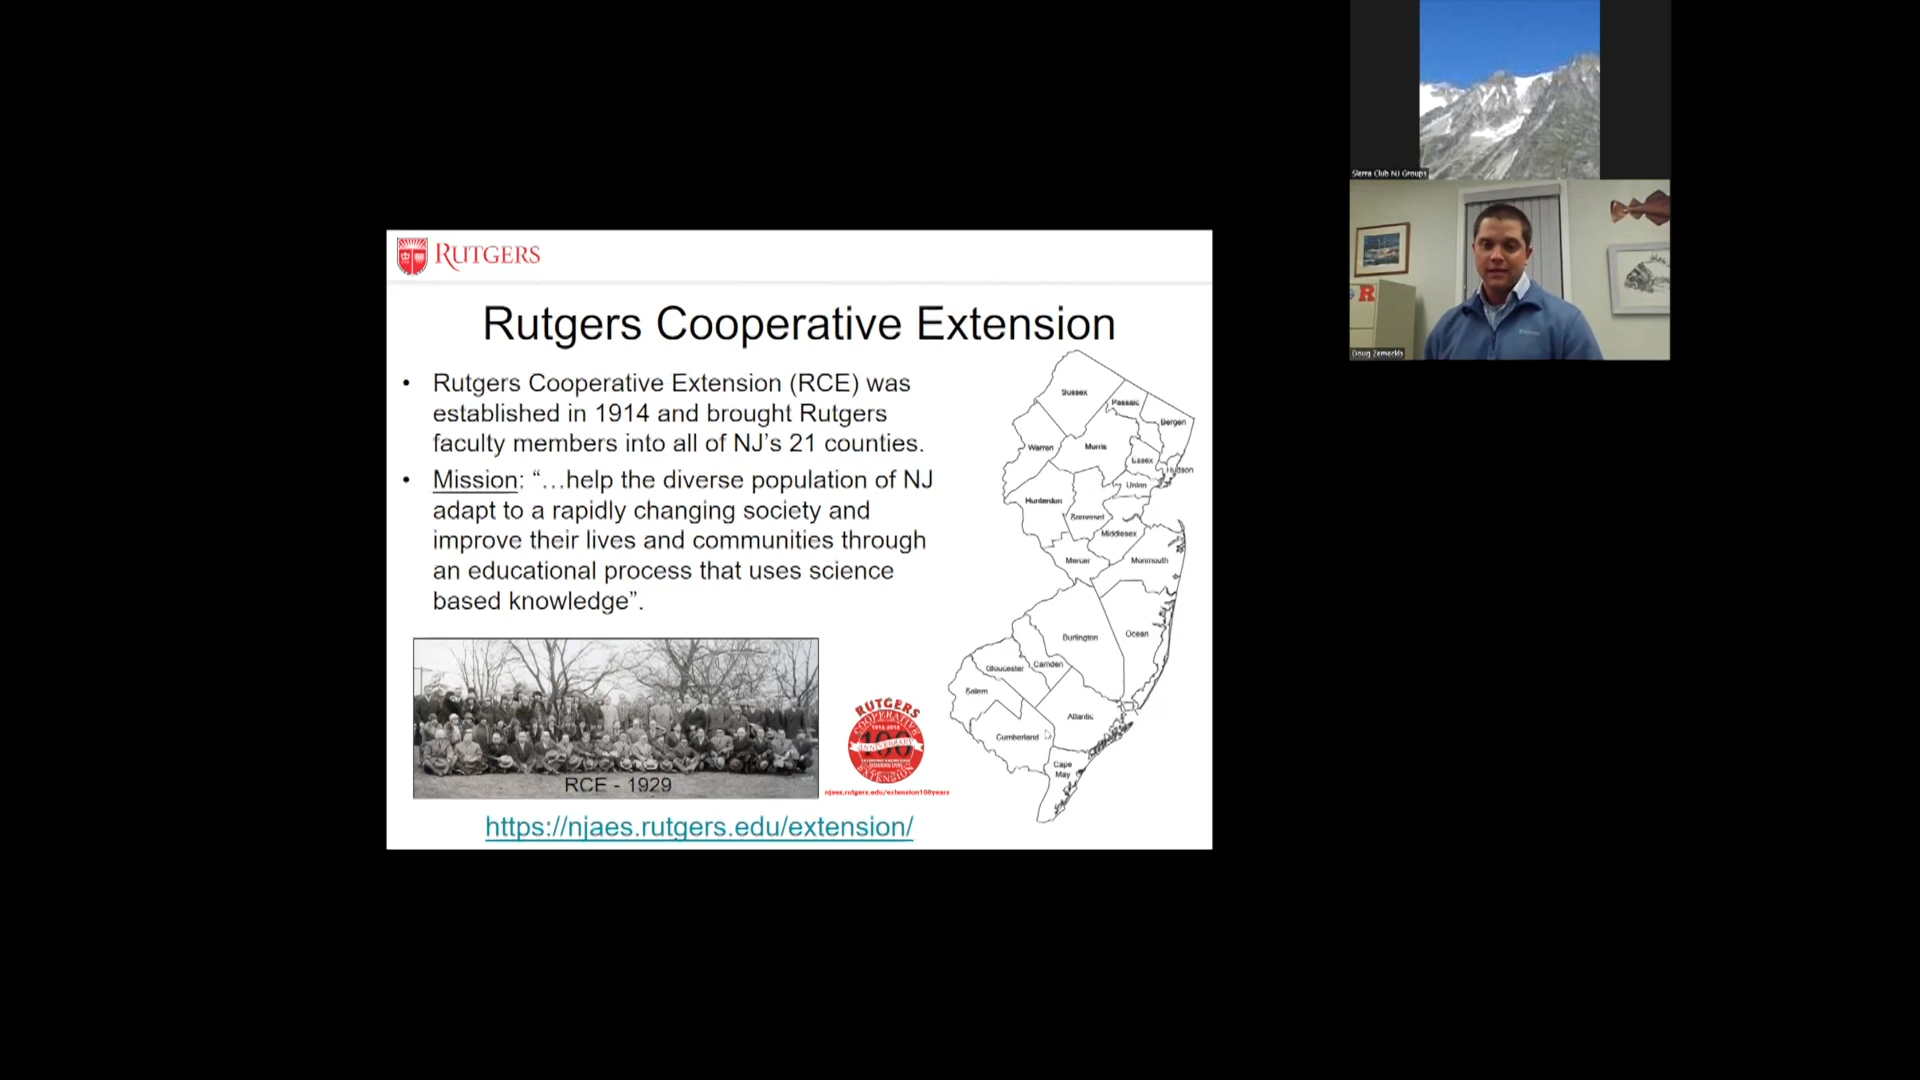 RUTGERS
Rutgers Cooperative Extension
• Rutgers Cooperative Extension (RCE) was
established in 1914 and brought Rutgers
faculty members into all of NJ’s 21 counties.
• Mission: “…help the diverse population of NJ
adapt to a rapidly changing society and
improve their lives and communities through
an educational process that uses science
based knowledge”.
RCE - 1929
RUTGERS
COOPERATIVE
100
ANNIVERSARY
EXTENSION
njaes.rutgers.edu/extension100years
https://njaes.rutgers.edu/extension/
Sussex
Passaic
Bergen
Warren
Morris
Essex
Hudson
Union
Hunterdon
Somerset
Middlesex
Mercer
Monmouth
Burlington
Ocean
Gloucester
Camden
Salem
Atlantic
Cumberland
Cape
May
Sierra Club NJ Groups
R
Doug Zemeckis